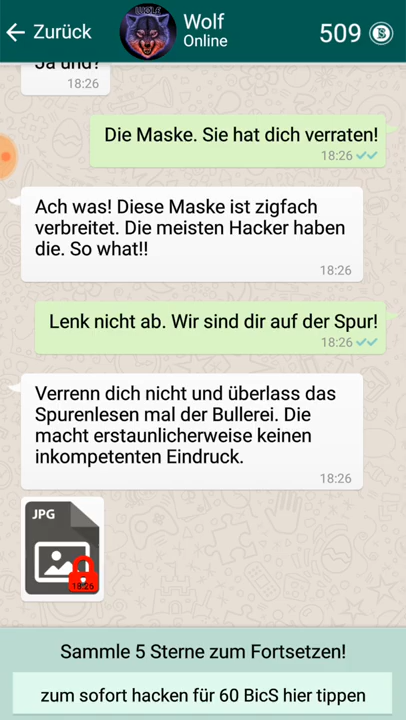 Zurück
Wolf
Online
509
Ja und?
18:26
Die Maske. Sie hat dich verraten!
18:26
Ach was! Diese Maske ist zigfach
verbreitet. Die meisten Hacker haben
die. So what!!
18:26
Lenk nicht ab. Wir sind dir auf der Spur!
18:26
Verrenn dich nicht und überlass das
Spurenlesen mal der Bullerei. Die
macht erstaunlicherweise keinen
inkompetenten Eindruck.
18:26
JPG
18:26
Sammle 5 Sterne zum Fortsetzen!
zum sofort hacken für 60 BicS hier tippen